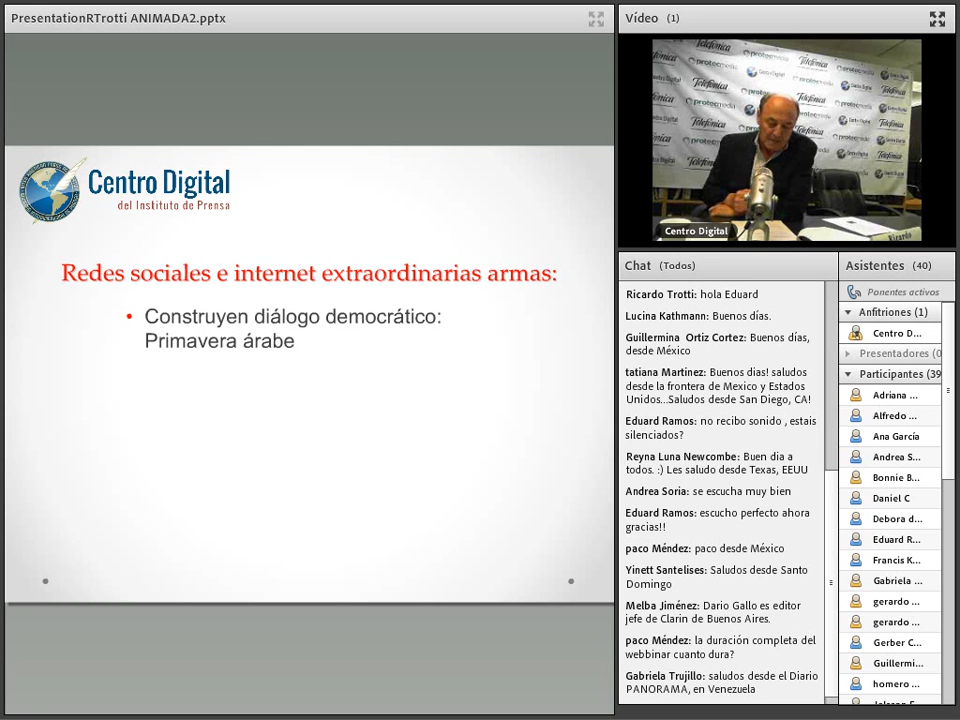 PresentationRTrotti ANIMADA2.pptx
Centro Digital
del Instituto de Prensa
Redes sociales e internet extraordinarias armas:
• Construyen diálogo democrático:
Primavera árabe
Vídeo (1)
Telefónica
protecmedia
Centro Digital
Ricardo
Chat (Todos)
Ricardo Trotti: hola Eduard
Lucina Kathmann: Buenos días.
Guillermina Ortiz Cortez: Buenos días,
desde México
tatiana Martinez: Buenos dias! saludos
desde la frontera de Mexico y Estados
Unidos...Saludos desde San Diego, CA!
Eduard Ramos: no recibo sonido , estais
silenciados?
Reyna Luna Newcombe: Buen dia a
todos. :) Les saludo desde Texas, EEUU
Andrea Soria: se escucha muy bien
Eduard Ramos: escucho perfecto ahora
gracias!!
paco Méndez: paco desde México
Yinett Santelises: Saludos desde Santo
Domingo
Melba Jiménez: Dario Gallo es editor
jefe de Clarin de Buenos Aires.
paco Méndez: la duración completa del
webbinar cuanto dura?
Gabriela Trujillo: saludos desde el Diario
PANORAMA, en Venezuela
Asistentes (40)
Ponentes activos
Anfitriones (1)
Centro D...
Presentadores (0
Participantes (39
Adriana ...
Alfredo ...
Ana García
Andrea S...
Bonnie B...
Daniel C
Debora d...
Eduard R...
Francis K...
Gabriela ...
gerardo ...
gerardo ...
Gerber C...
Guillermi...
homero ...